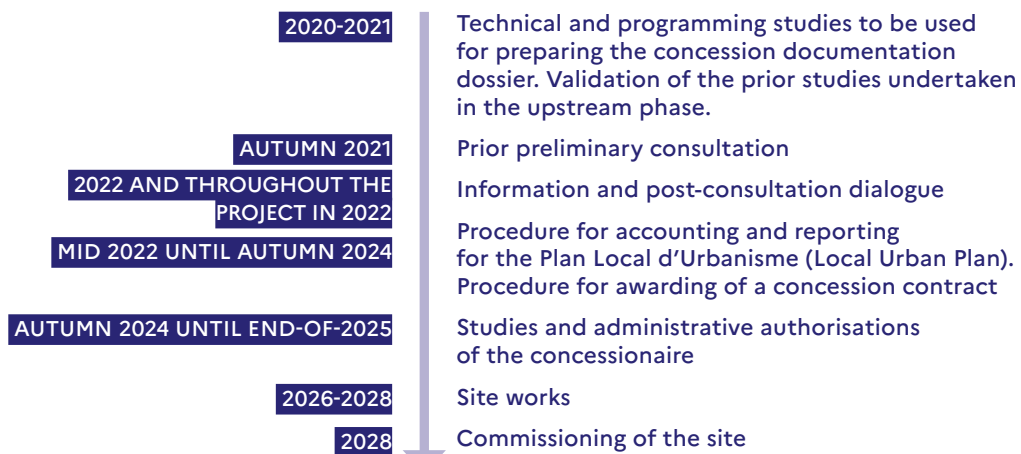 2020-2021
Technical and programming studies to be used
for preparing the concession documentation
dossier. Validation of the prior studies undertaken
in the upstream phase.
AUTUMN 2021
Prior preliminary consultation
2022 AND THROUGHOUT THE
PROJECT IN 2022
Information and post-consultation dialogue
MID 2022 UNTIL AUTUMN 2024
Procedure for accounting and reporting
for the Plan Local d’Urbanisme (Local Urban Plan).
Procedure for awarding of a concession contract
AUTUMN 2024 UNTIL END-OF-2025
Studies and administrative authorisations
of the concessionaire
2026-2028
Site works
2028
Commissioning of the site